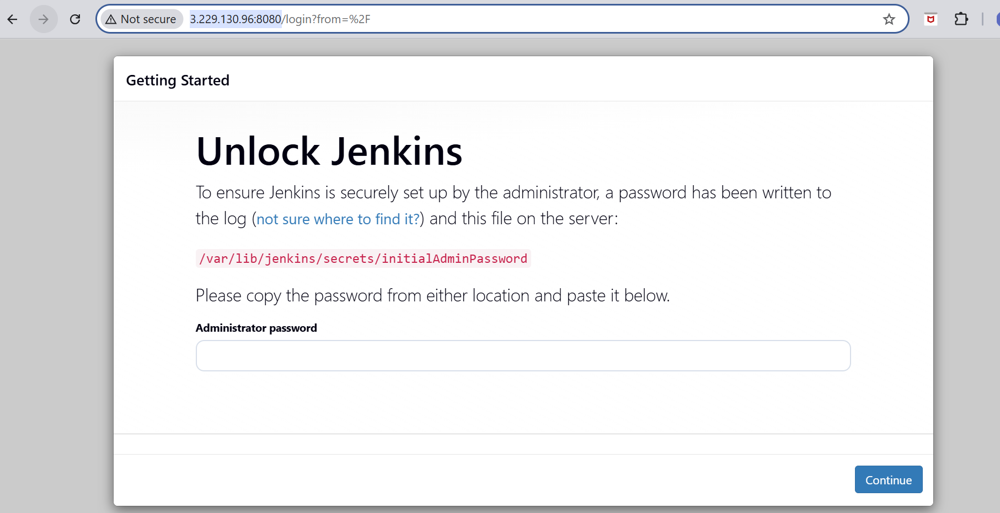 Not secure 3.229.130.96:8080/login?from=%2F
Getting Started
Unlock Jenkins
To ensure Jenkins is securely set up by the administrator, a password has been written to
the log (not sure where to find it?) and this file on the server:
/var/lib/jenkins/secrets/initialAdminPassword
Please copy the password from either location and paste it below.
Administrator password
Continue